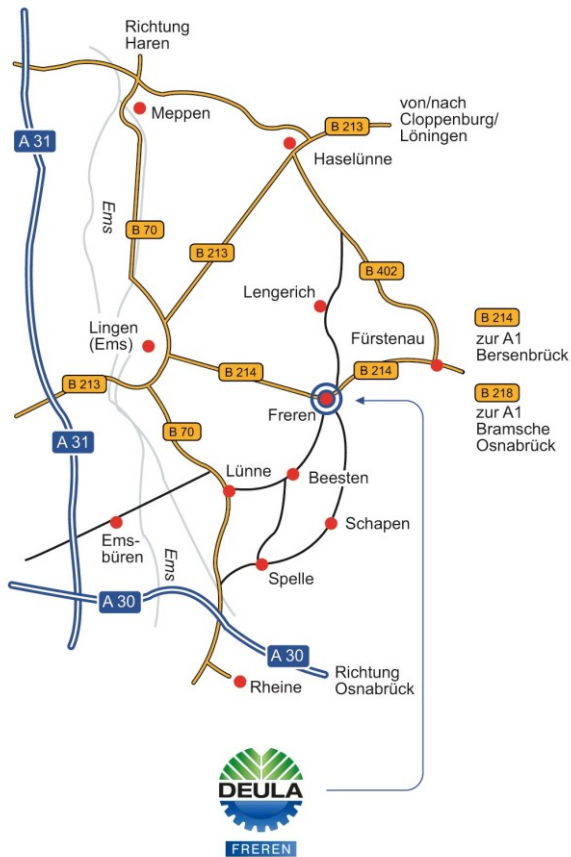 Richtung
Haren
Meppen
A 31
von/nach
Cloppenburg/
Löningen
B 213
Haselünne
Ems
B 70
B 213
B 402
Lengerich
Lingen
(Ems)
Fürstenau
B 214
zur A1
Bersenbrück
B 213
B 214
B 214
B 218
zur A1
Bramsche
Osnabrück
Freren
B 70
A 31
Lünne
Beesten
Ems-
büren
Schapen
Ems
Spelle
A 30
A 30
Richtung
Osnabrück
Rheine
DEULA
FREREN